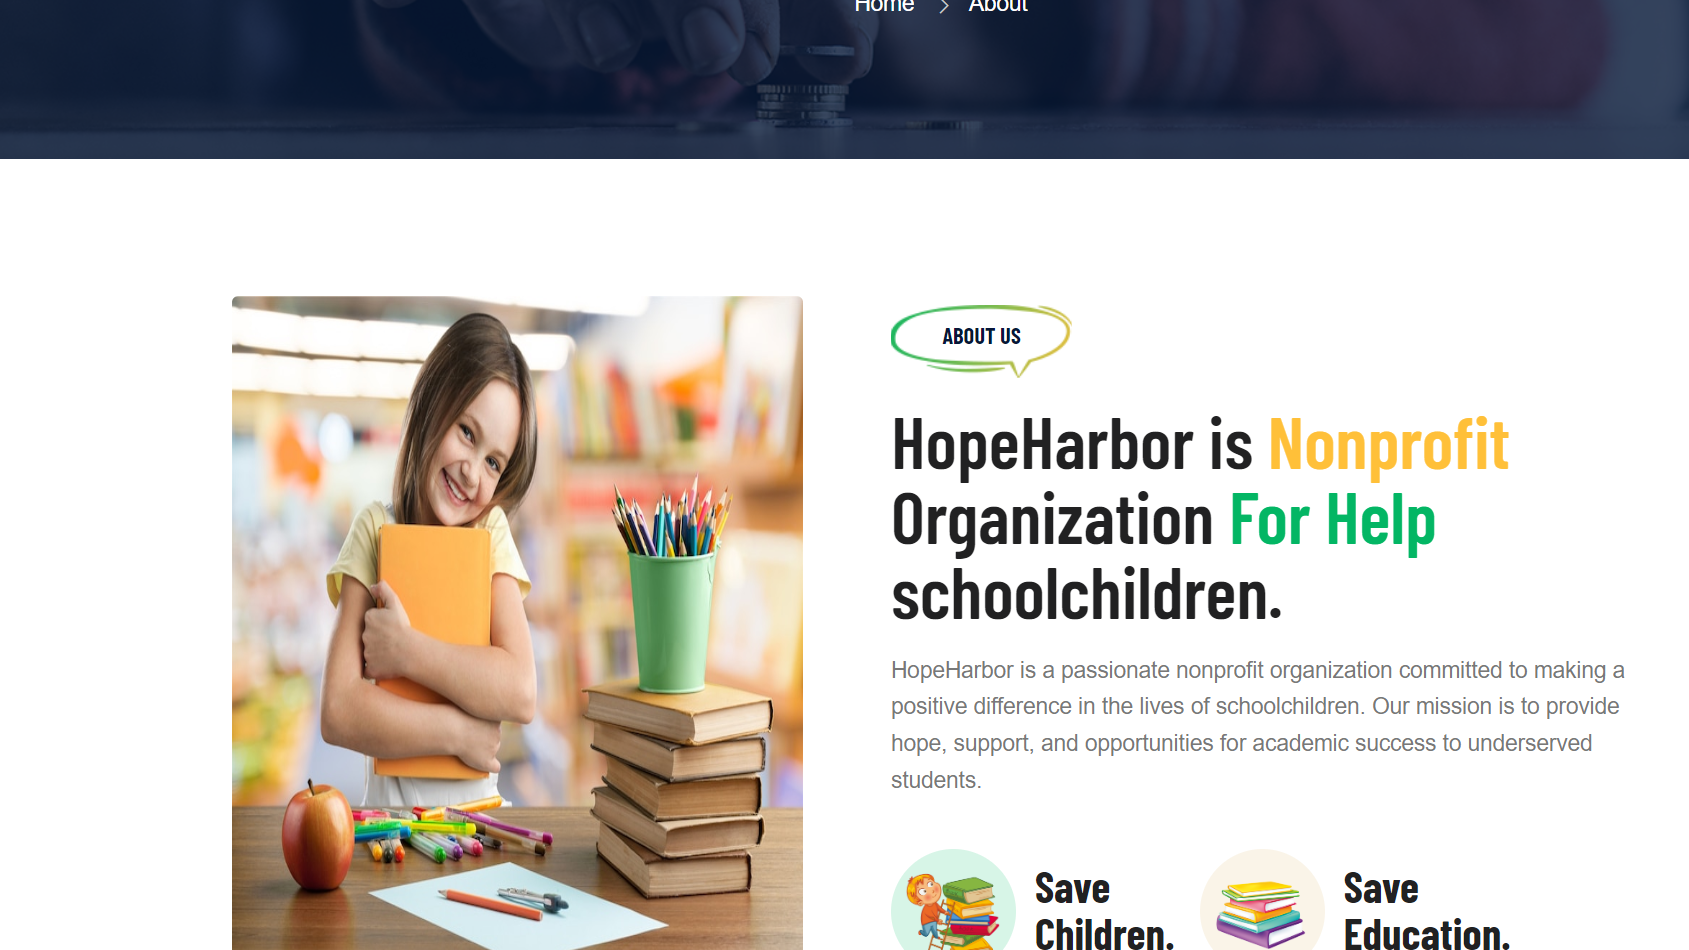 Home > About
ABOUT US
HopeHarbor is Nonprofit
Organization For Help
schoolchildren.
HopeHarbor is a passionate nonprofit organization committed to making a
positive difference in the lives of schoolchildren. Our mission is to provide
hope, support, and opportunities for academic success to underserved
students.
Save
Children.
Save
Education.